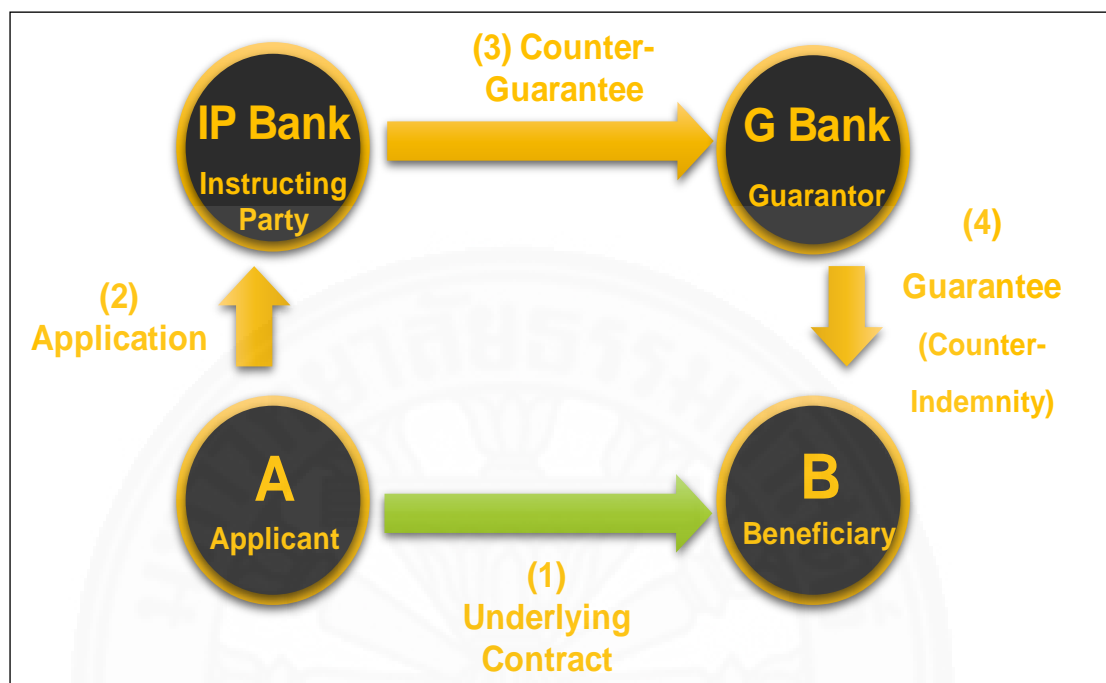 (3) Counter-
Guarantee
IP Bank
Instructing
Party
G Bank
Guarantor
(4)
Guarantee
(Counter-
Indemnity)
(2)
Application
A
Applicant
B
Beneficiary
(1)
Underlying
Contract